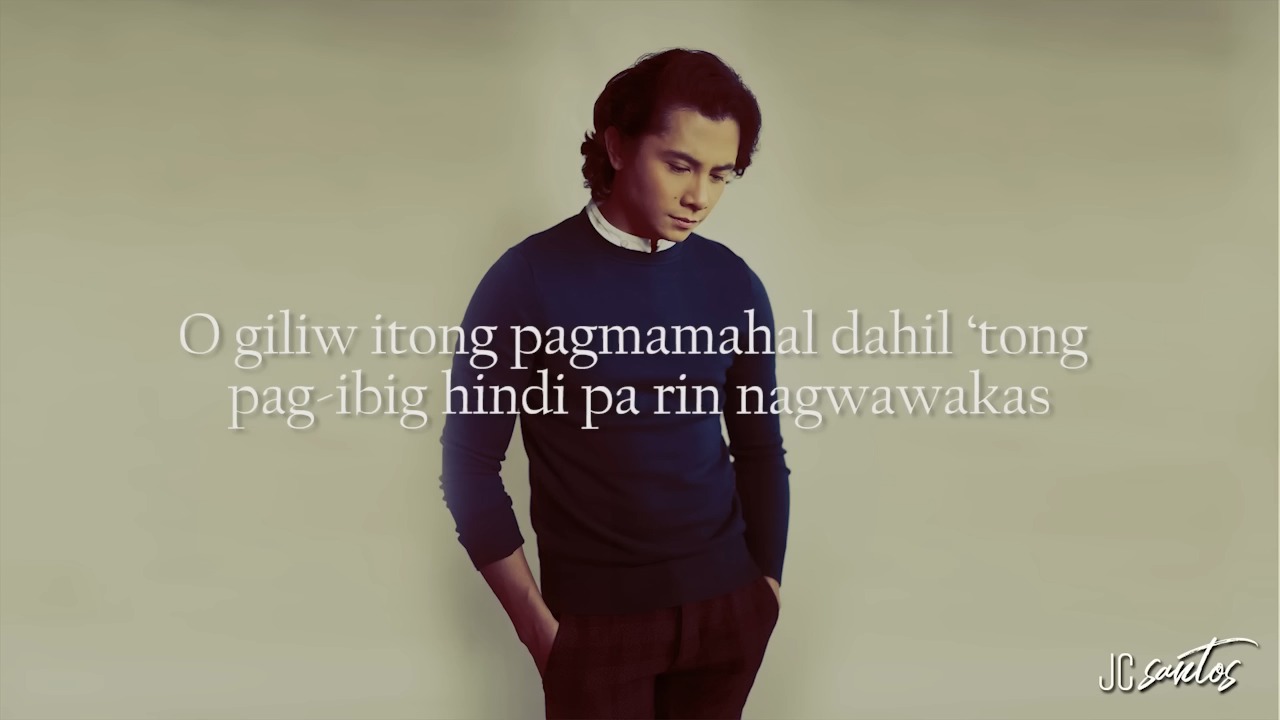 O giliw itong pagmamahal dahil ‘tong
pag-ibig hindi pa rin nagwawakas
JC santos